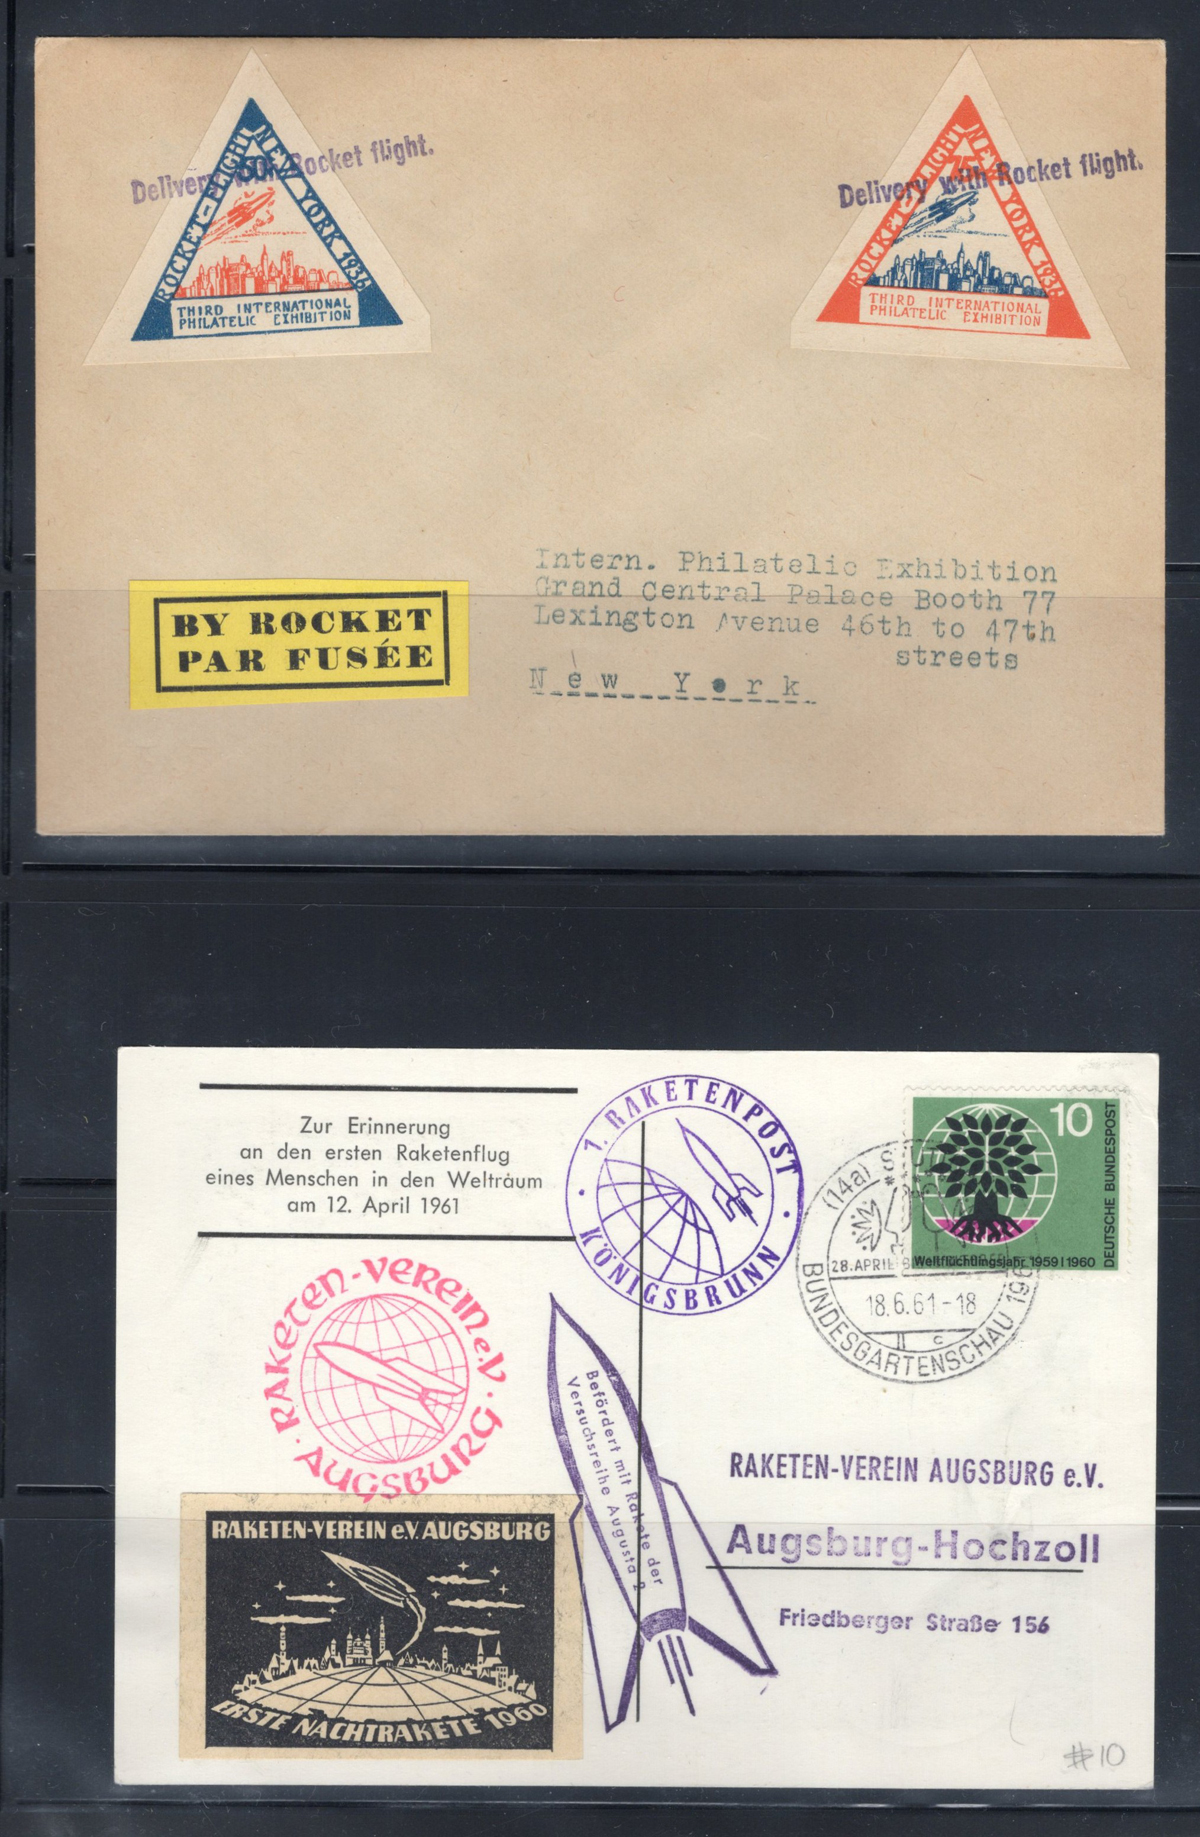 Delivery with Rocket flight.
ROCKET-FLIGHT NEW YORK 1936
50
THIRD INTERNATIONAL
PHILATELIC EXHIBITION
Delivery with Rocket flight.
ROCKET-FLIGHT NEW YORK 1936
75
THIRD INTERNATIONAL
PHILATELIC EXHIBITION
Intern. Philatelic Exhibition
Grand Central Palace Booth 77
Lexington Avenue 46th to 47th
streets
New York
BY ROCKET
PAR FUSÉE
Zur Erinnerung
an den ersten Raketenflug
eines Menschen in den Weltraum
am 12. April 1961
1. RAKETENPOST
KÖNIGSBRUNN
10
DEUTSCHE BUNDESPOST
Weltflüchtlingsjahr 1959|1960
(14a)
28.APRIL
18.6.61-18
II c
BUNDESGARTENSCHAU
RAKETEN-VEREIN e.V.
AUGSBURG
Befördert mit Rakete der
Versuchsreihe Augusta 2
RAKETEN-VEREIN AUGSBURG e.V.
Augsburg-Hochzoll
Friedberger Straße 156
RAKETEN-VEREIN e.V. AUGSBURG
ERSTE NACHTRAKETE 1960
#10